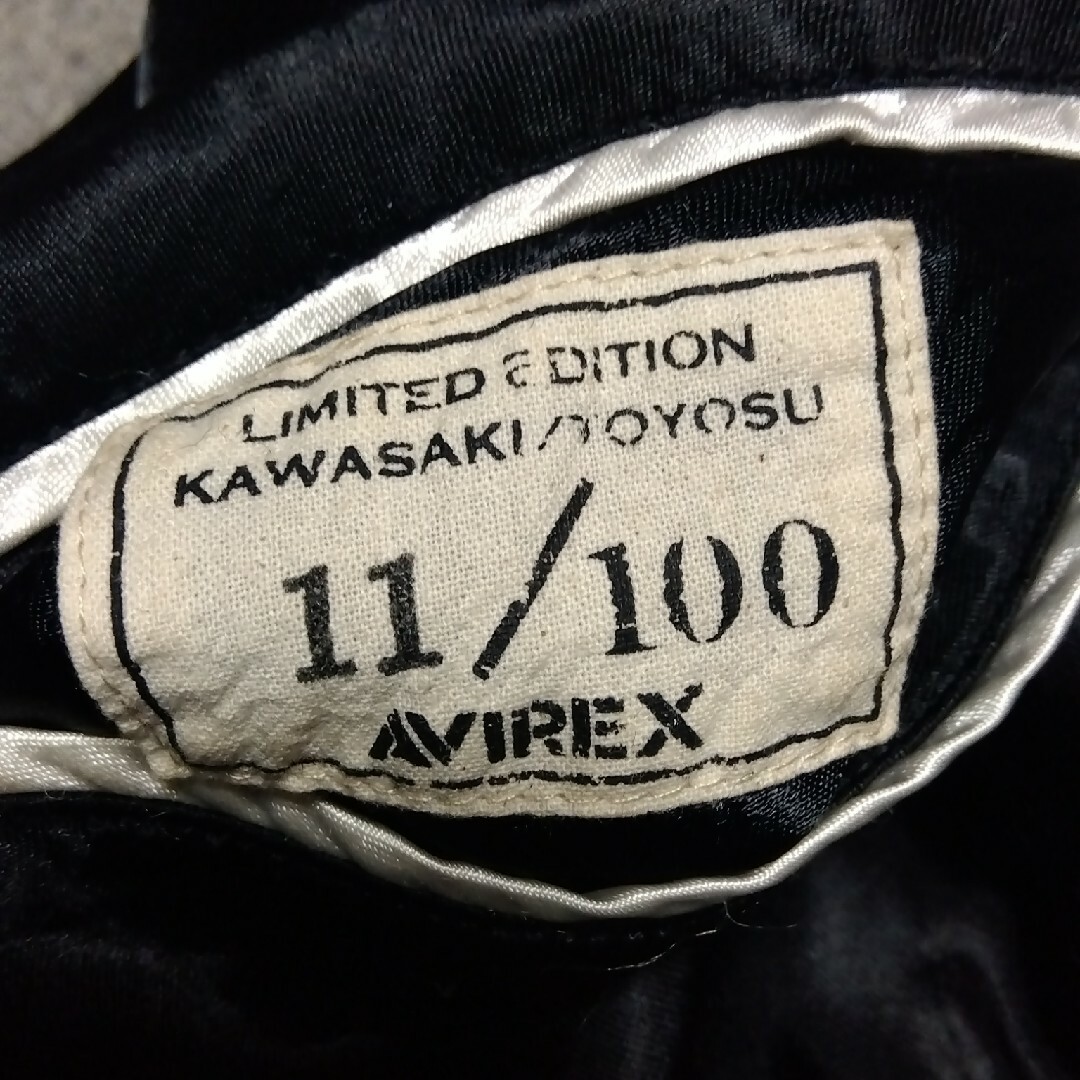 LIMITED EDITION
KAWASAKI/TOYOSU
11/100
AVIREX